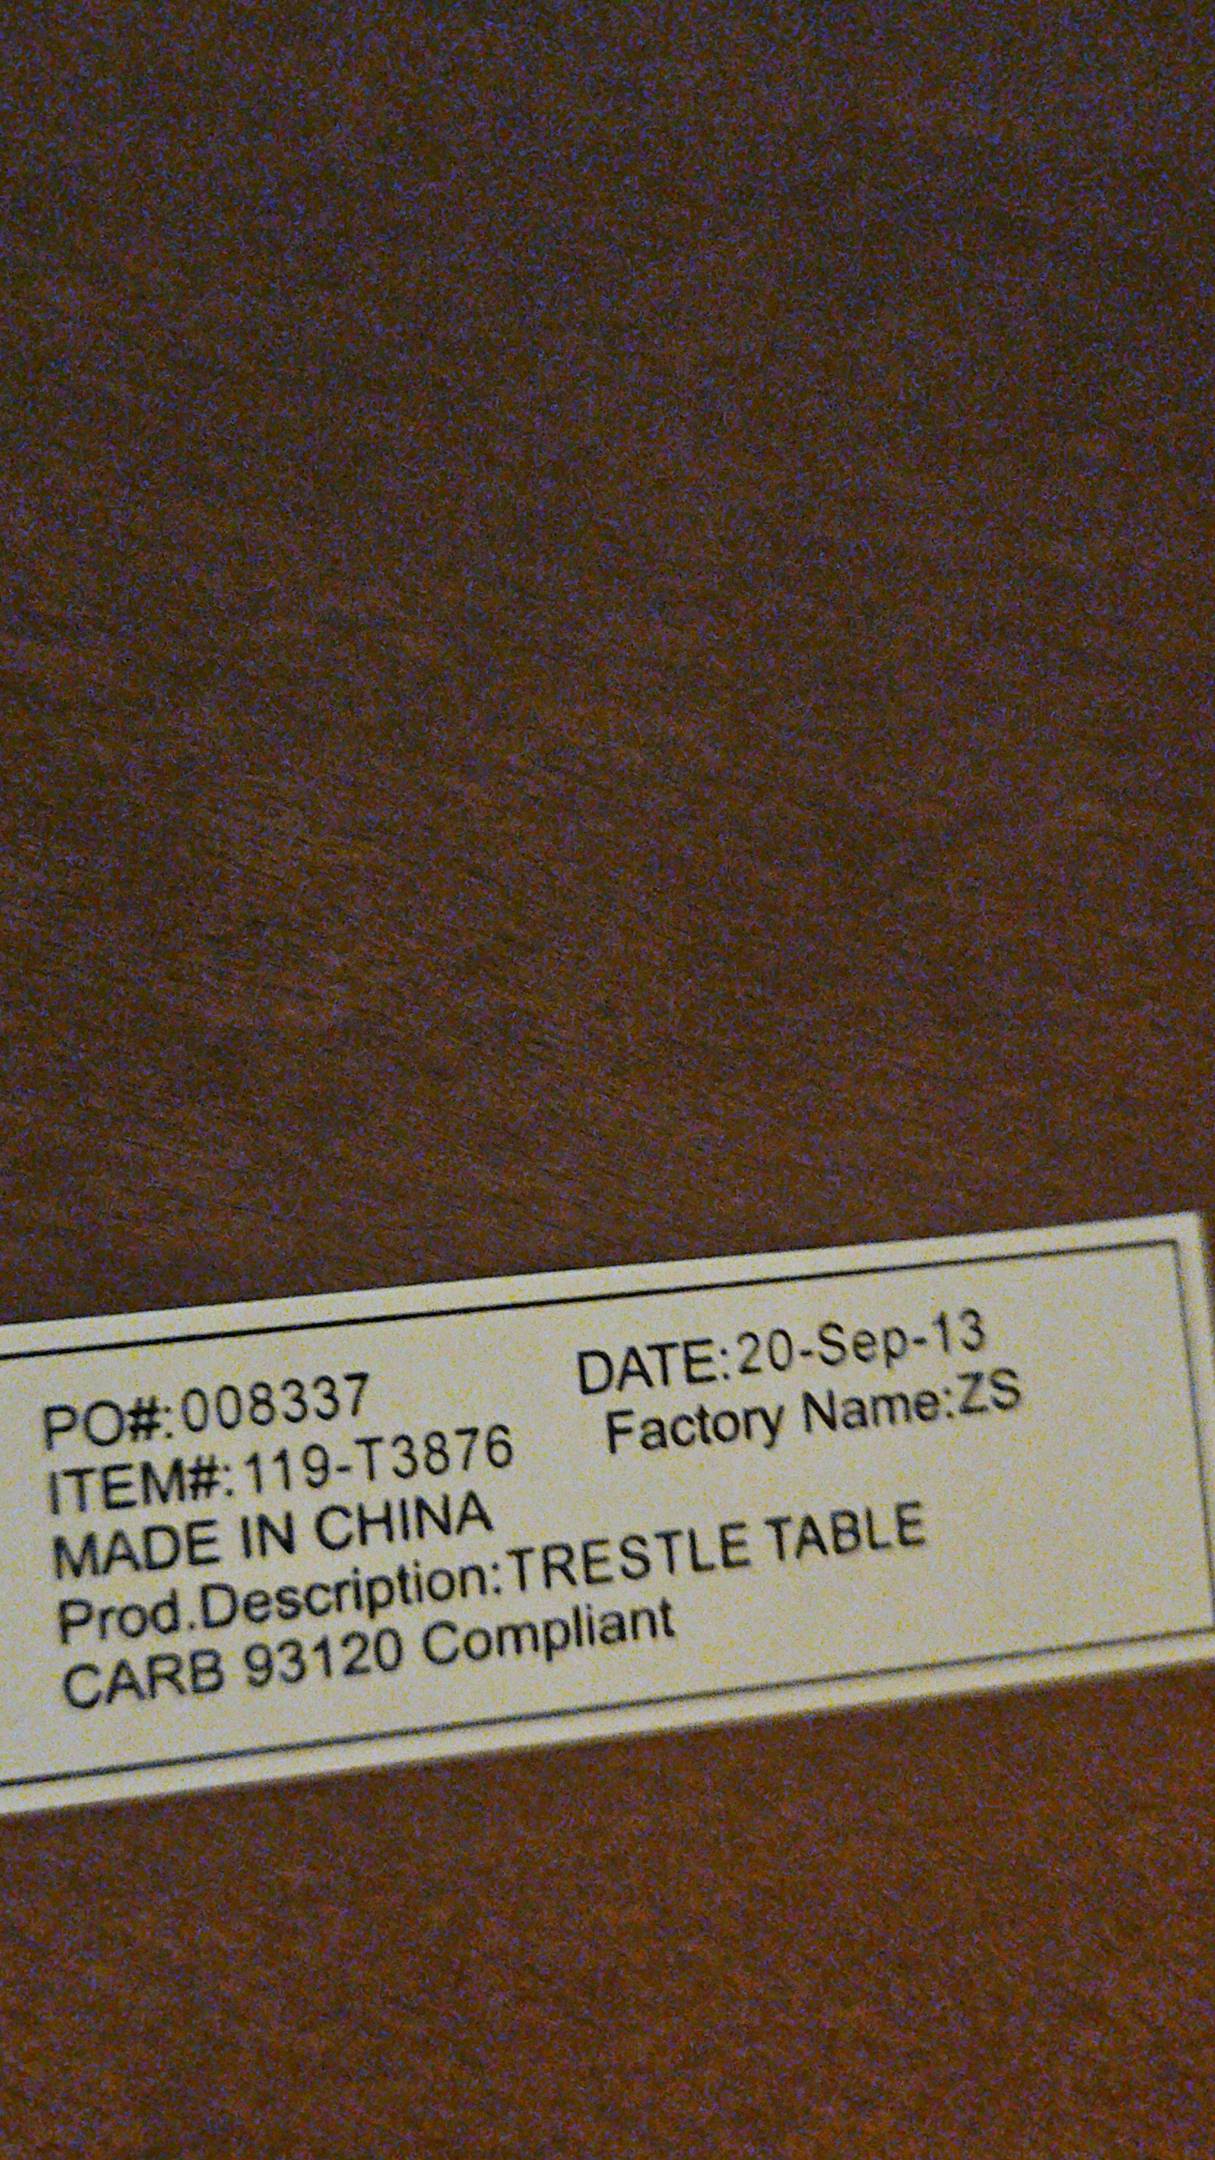 PO#:008337 DATE:20-Sep-13
ITEM#:119-T3876 Factory Name:ZS
MADE IN CHINA
Prod.Description:TRESTLE TABLE
CARB 93120 Compliant